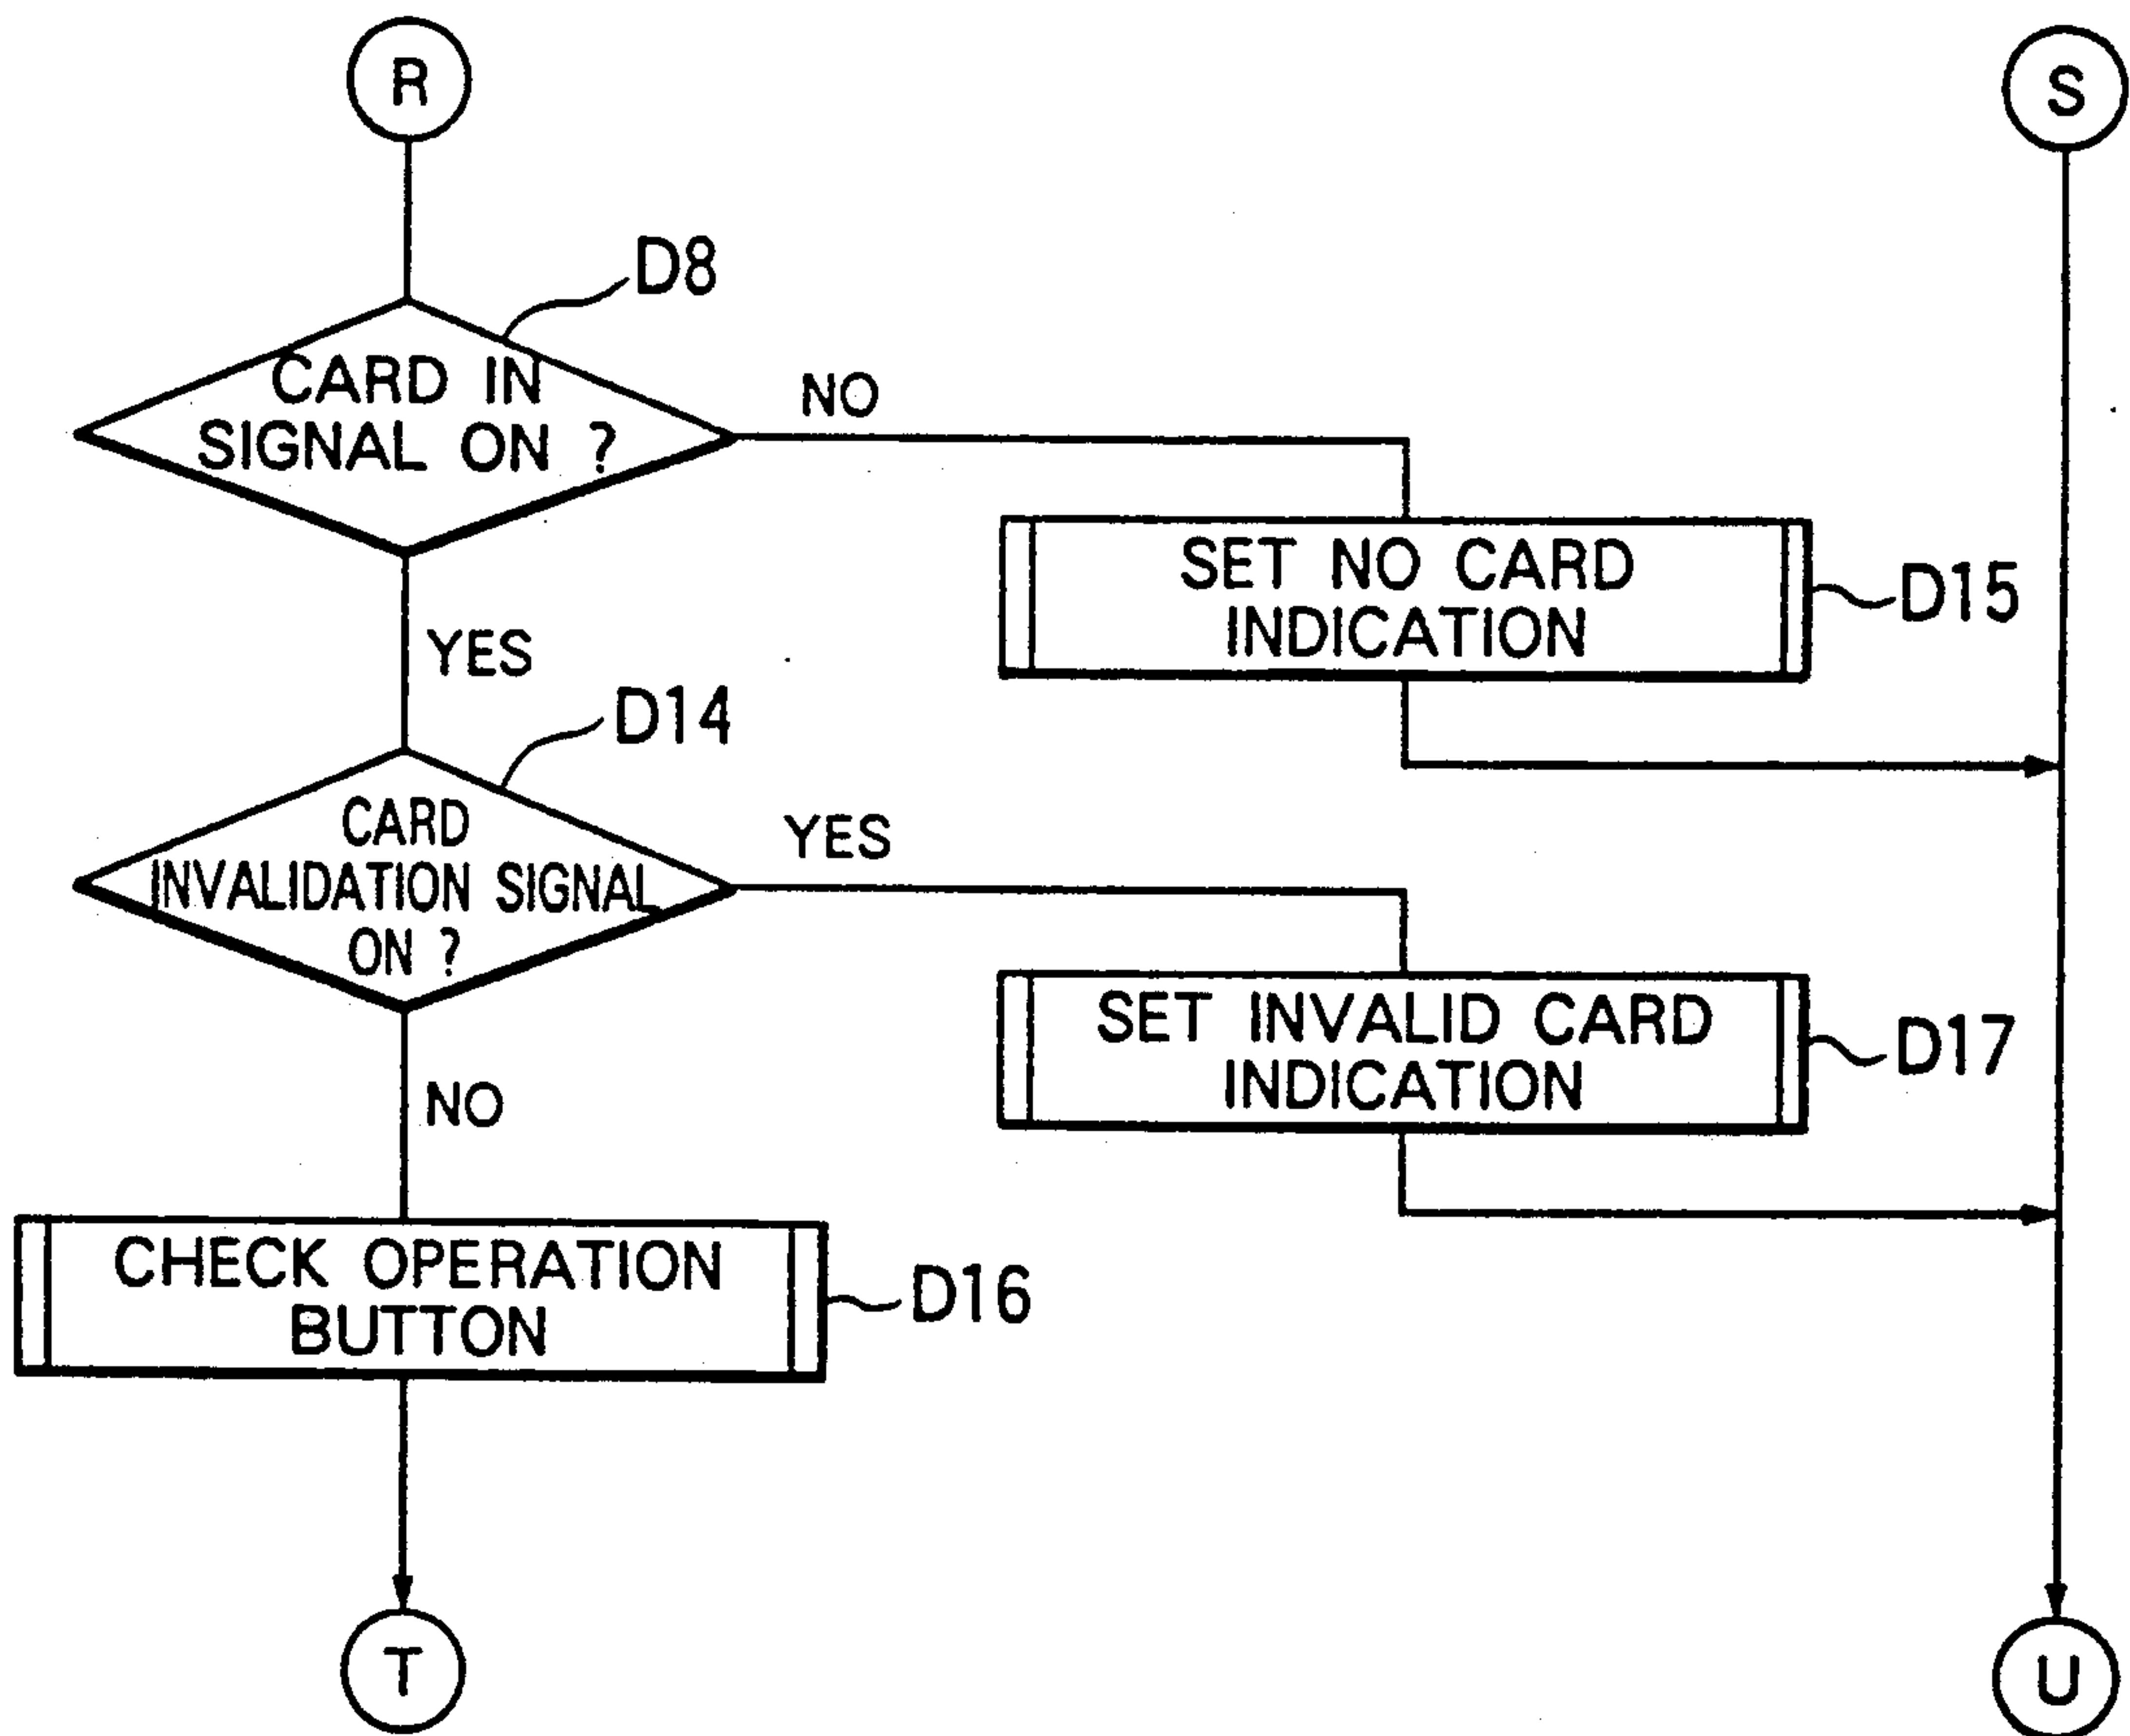 R
S
D8
CARD IN
SIGNAL ON ?
NO
SET NO CARD
INDICATION
D15
YES
D14
CARD
INVALIDATION SIGNAL
ON ?
YES
SET INVALID CARD
INDICATION
D17
NO
CHECK OPERATION
BUTTON
D16
T
U